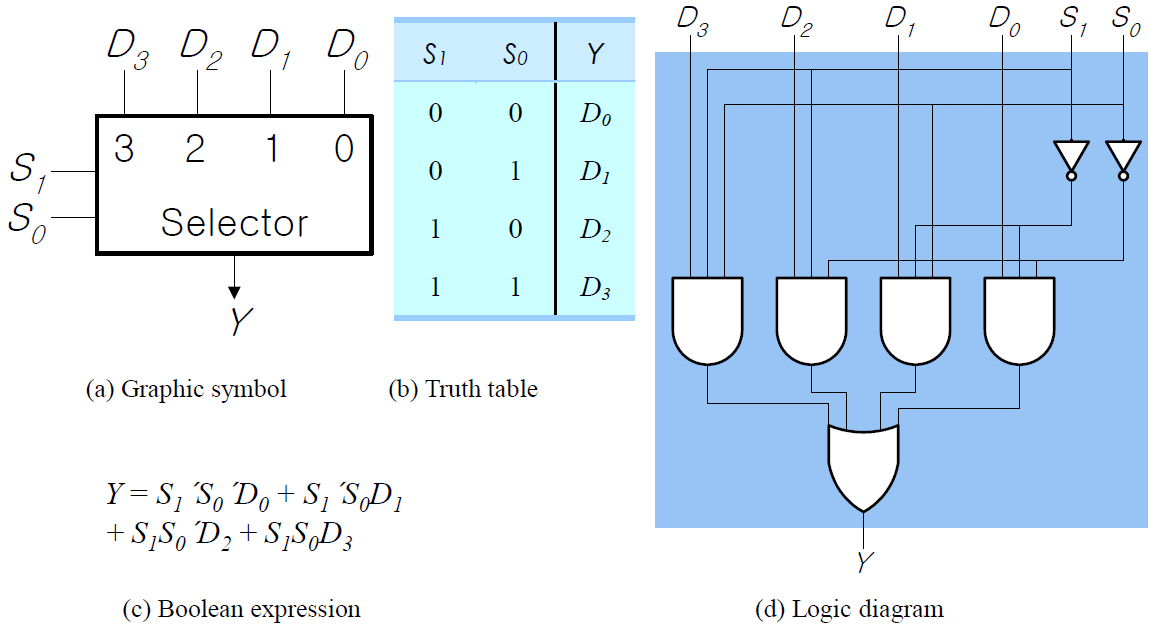 D3 D2 D1 D0
3 2 1 0
S1
S0
Selector
Y
(a) Graphic symbol
S1 S0 Y
0 0 D0
0 1 D1
1 0 D2
1 1 D3
(b) Truth table
Y = S1´S0´D0 + S1´S0D1
+ S1S0´D2 + S1S0D3
(c) Boolean expression
D3 D2 D1 D0 S1 S0
Y
(d) Logic diagram